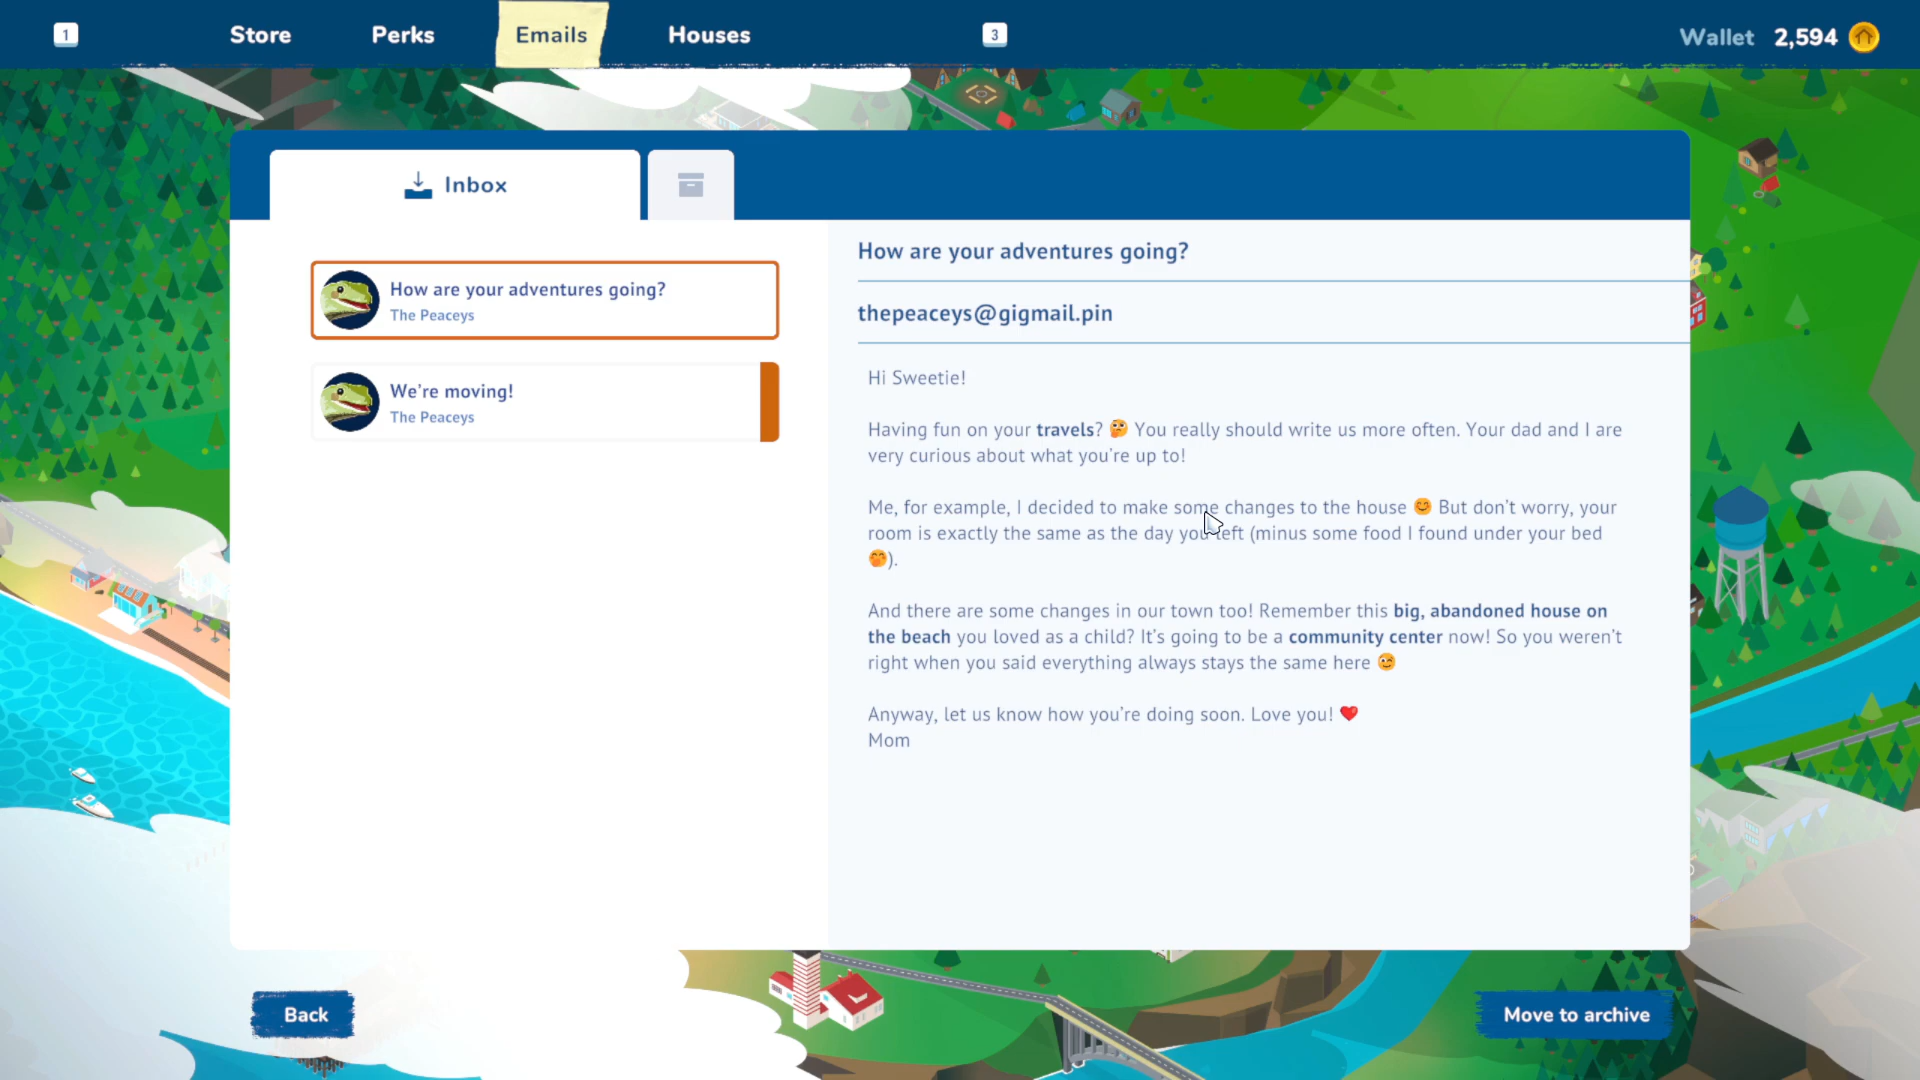 1
Store
Perks
Emails
Houses
3
Wallet 2,594
Inbox
How are your adventures going?
The Peaceys
We're moving!
The Peaceys
How are your adventures going?
thepeaceys@gigmail.pin
Hi Sweetie!
Having fun on your travels? 🤔 You really should write us more often. Your dad and I are
very curious about what you're up to!
Me, for example, I decided to make some changes to the house 😊 But don't worry, your
room is exactly the same as the day you left (minus some food I found under your bed
🤭).
And there are some changes in our town too! Remember this big, abandoned house on
the beach you loved as a child? It's going to be a community center now! So you weren't
right when you said everything always stays the same here 😉
Anyway, let us know how you're doing soon. Love you! ❤
Mom
Back
Move to archive